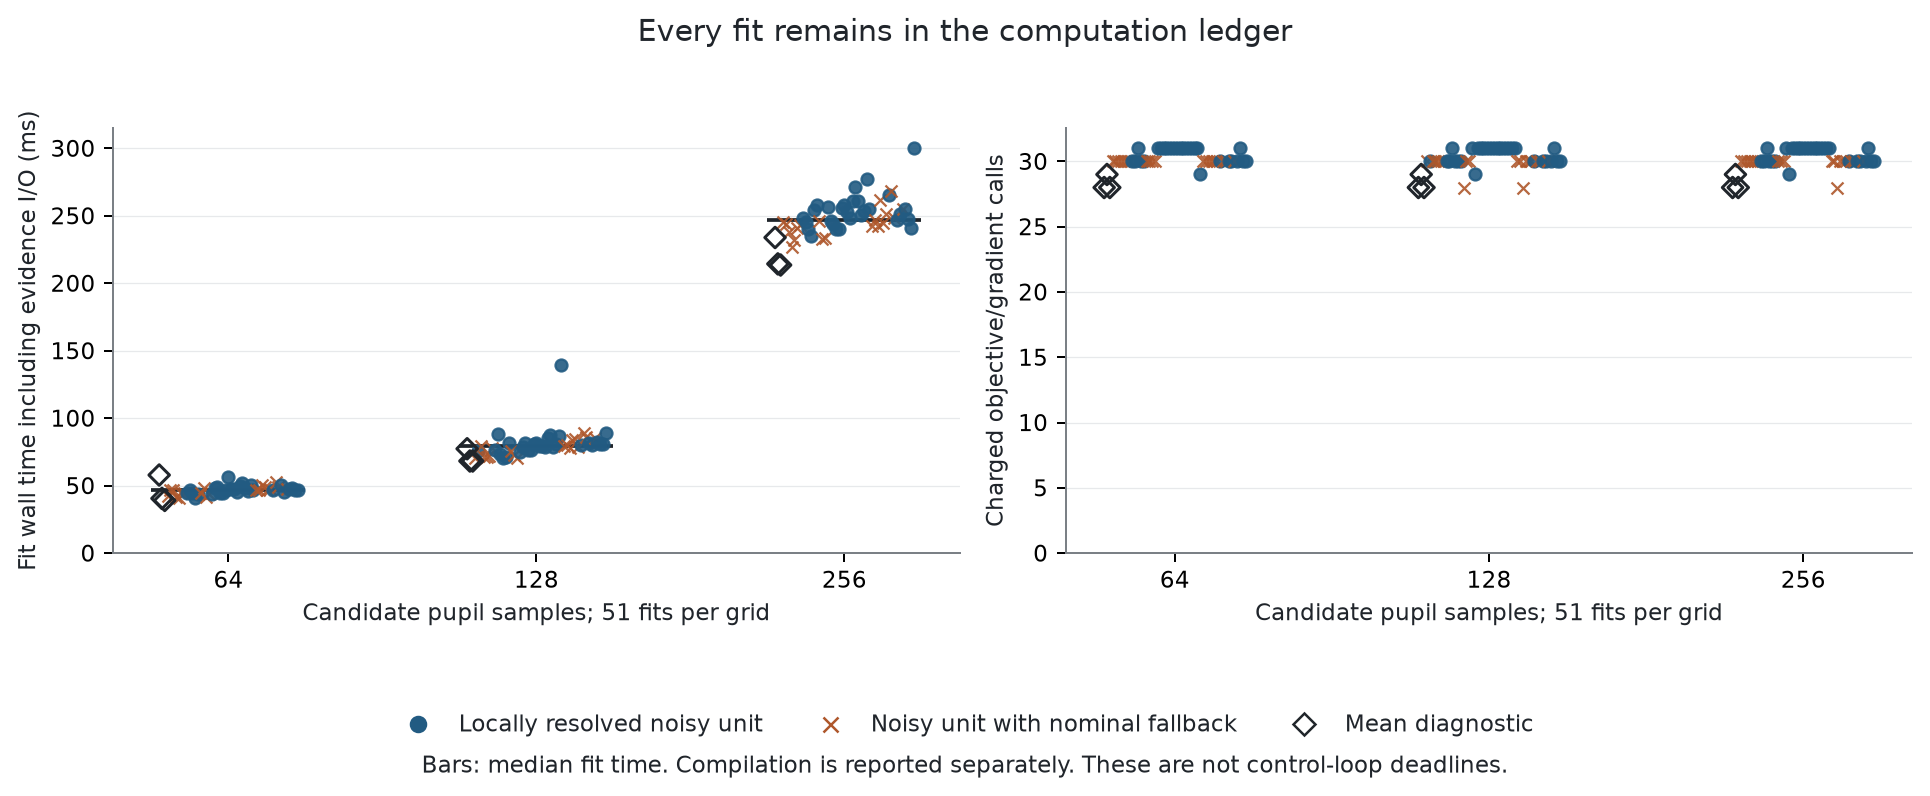 Every fit remains in the computation ledger
Fit wall time including evidence I/O (ms)
300
250
200
150
100
50
0
64
128
256
Candidate pupil samples; 51 fits per grid
Charged objective/gradient calls
30
25
20
15
10
5
0
64
128
256
Candidate pupil samples; 51 fits per grid
Locally resolved noisy unit
Noisy unit with nominal fallback
Mean diagnostic
Bars: median fit time. Compilation is reported separately. These are not control-loop deadlines.